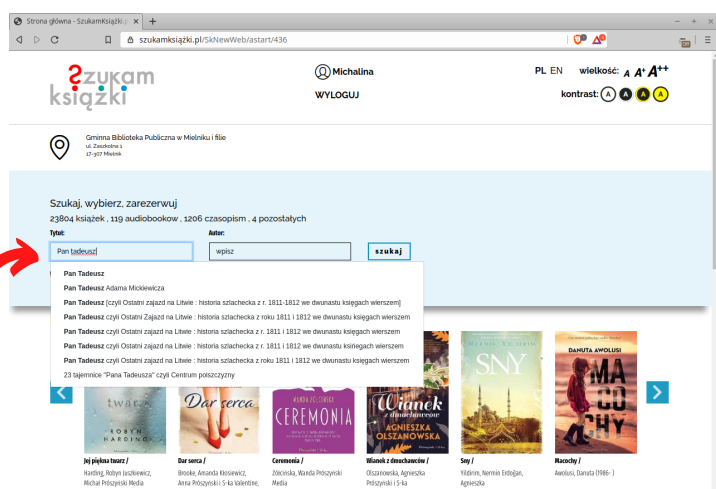 Strona główna - SzukamKsiążki.p
szukamksiążki.pl/SkNewWeb/astart/436
Szukam
książki
Michalina
WYLOGUJ
PL EN wielkość: A A+ A++
kontrast: A A A A
Gminna Biblioteka Publiczna w Mielniku i filie
ul. Zaszkolna 1
17-307 Mielnik
Szukaj, wybierz, zarezerwuj
23804 książek , 119 audiobookow , 1206 czasopism , 4 pozostałych
Tytuł:
Autor:
Pan tadeusz
wpisz
szukaj
Pan Tadeusz
Pan Tadeusz Adama Mickiewicza
Pan Tadeusz [czyli Ostatni zajazd na Litwie : historia szlachecka z r. 1811-1812 we dwunastu księgach wierszem]
Pan Tadeusz czyli Ostatni Zajazd na Litwie : historia szlachecka z roku 1811 i 1812 we dwunastu księgach wierszem
Pan Tadeusz czyli Ostatni zajazd na Litwie : historia szlachecka z r. 1811 i 1812 we dwunastu księgach wierszem
Pan Tadeusz czyli Ostatni zajazd na Litwie : historia szlachecka z r. 1811 i 1812 we dwunastu ksiriegach wierszem
Pan Tadeusz czyli Ostatni zajazd na Litwie : historia szlachecka z roku 1811 i 1812 we dwunastu księgach wierszem
23 tajemnice "Pana Tadeusza" czyli Centrum polszczyzny
twarz
ROBYN
HARDING
Dar serca
WANDA ŻÓŁCIŃSKA
CEREMONIA
Wianek
z dmuchawców
AGNIESZKA
OLSZANOWSKA
NERMIN YILDIRIM
SNY
DANUTA AWOLUSI
MA
CO
CHY
Jej piękna twarz /
Harding, Robyn Juszkiewicz,
Michał Prószyński Media
Dar serca /
Brooke, Amanda Kłosiewicz,
Anna Prószyński i S-ka Valentine,
Ceremonia /
Żółcińska, Wanda Prószyński
Media
Wianek z dmuchawców /
Olszanowska, Agnieszka
Prószyński i S-ka
Sny /
Yildirim, Nermin Erdoğan,
Agnieszka
Macochy /
Awolusi, Danuta (1986- )